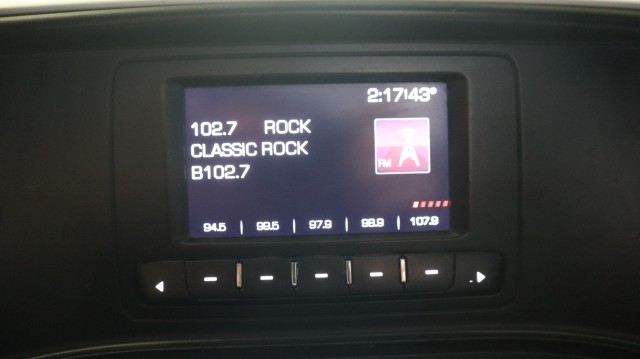 2:17 43°
102.7 ROCK
CLASSIC ROCK
B102.7
FM
94.5 | 99.5 | 97.9 | 98.9 | 107.9